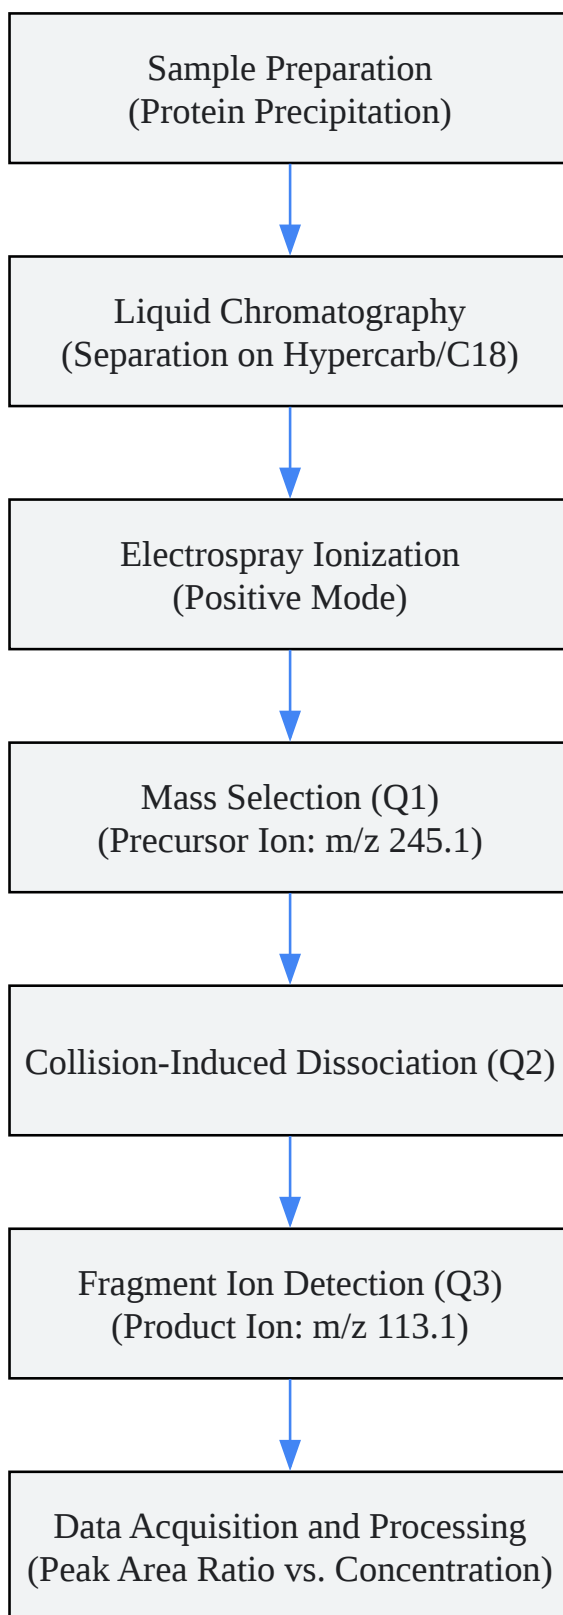 Sample Preparation
(Protein Precipitation)
Liquid Chromatography
(Separation on Hypercarb/C18)
Electrospray Ionization
(Positive Mode)
Mass Selection (Q1)
(Precursor Ion: m/z 245.1)
Collision-Induced Dissociation (Q2)
Fragment Ion Detection (Q3)
(Product Ion: m/z 113.1)
Data Acquisition and Processing
(Peak Area Ratio vs. Concentration)